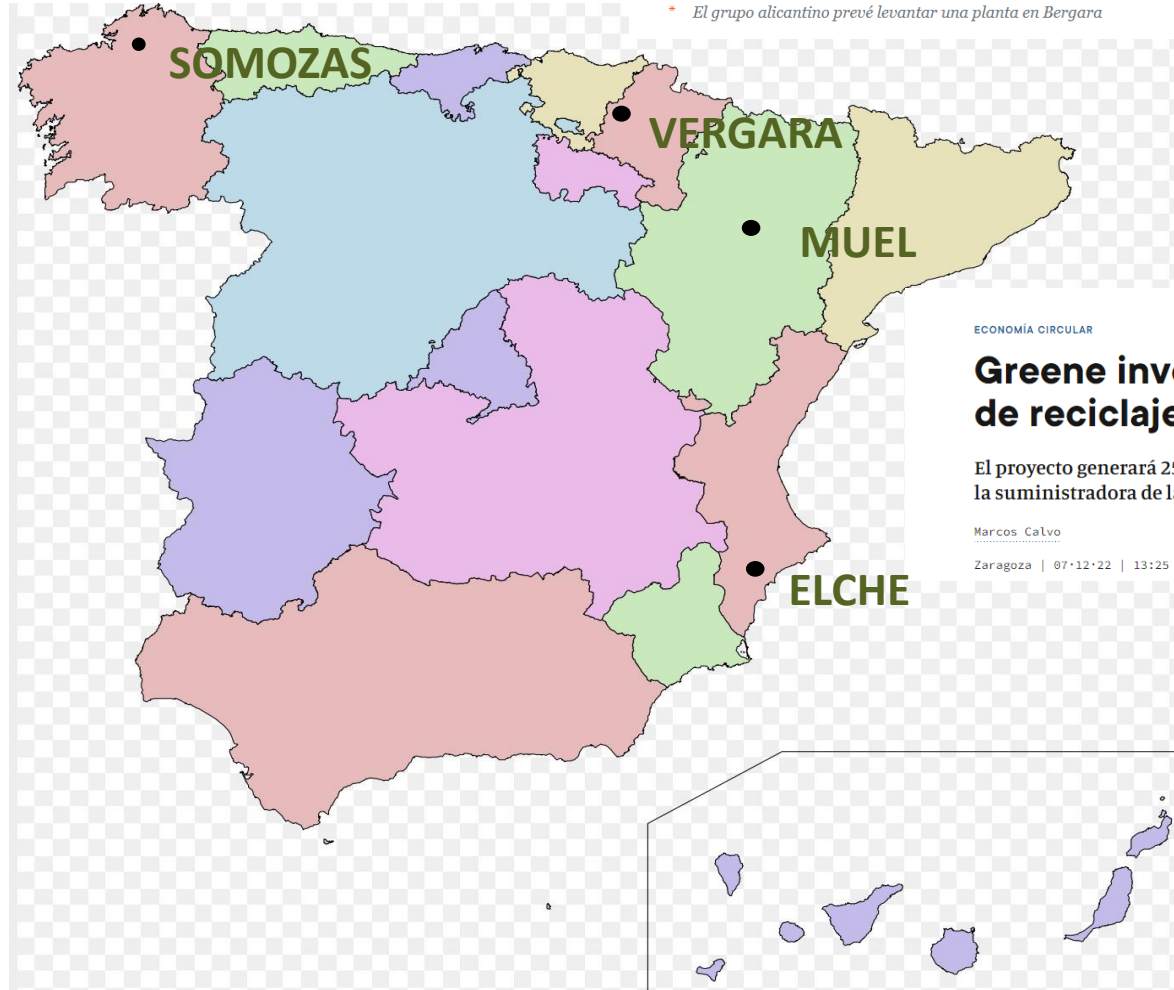 * El grupo alicantino prevé levantar una planta en Bergara
SOMOZAS
VERGARA
MUEL
ECONOMÍA CIRCULAR
Greene inv
de reciclaje
El proyecto generará 25
la suministradora de l
Marcos Calvo
Zaragoza | 07·12·22 | 13:25
ELCHE